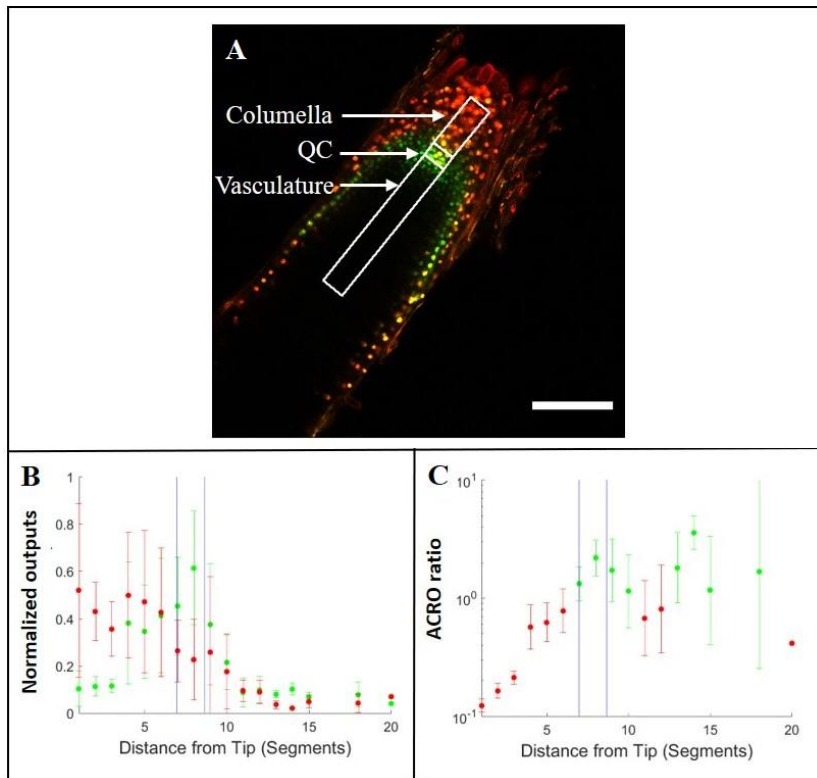 A
Columella
QC
Vasculature
B
Normalized outputs
1
0.8
0.6
0.4
0.2
0
5
10
15
20
Distance from Tip (Segments)
C
ACRO ratio
10¹
10⁰
10⁻¹
5
10
15
20
Distance from Tip (Segments)